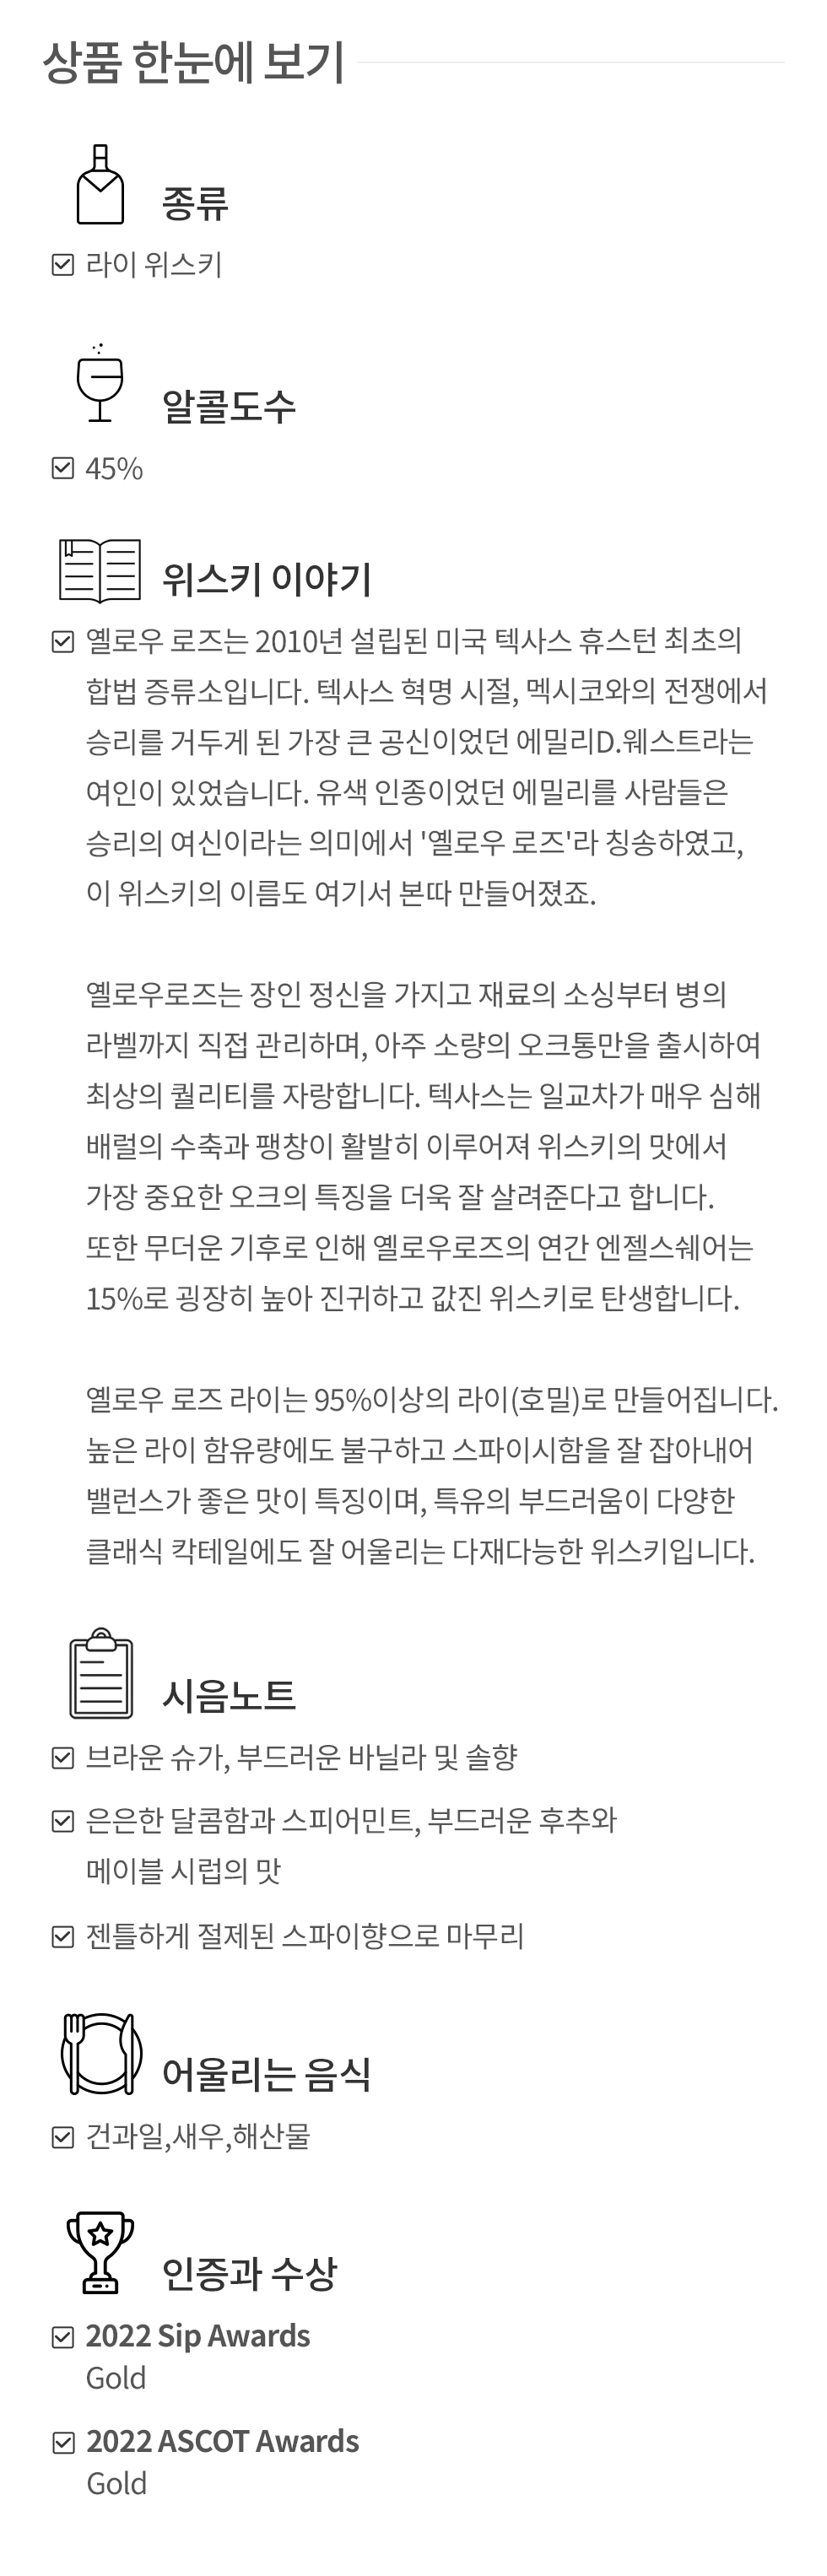 상품 한눈에 보기
종류
라이 위스키
알콜도수
45%
위스키 이야기
옐로우 로즈는 2010년 설립된 미국 텍사스 휴스턴 최초의
합법 증류소입니다. 텍사스 혁명 시절, 멕시코와의 전쟁에서
승리를 거두게 된 가장 큰 공신이었던 에밀리D.웨스트라는
여인이 있었습니다. 유색 인종이었던 에밀리를 사람들은
승리의 여신이라는 의미에서 '옐로우 로즈'라 칭송하였고,
이 위스키의 이름도 여기서 본따 만들어졌죠.
옐로우로즈는 장인 정신을 가지고 재료의 소싱부터 병의
라벨까지 직접 관리하며, 아주 소량의 오크통만을 출시하여
최상의 퀄리티를 자랑합니다. 텍사스는 일교차가 매우 심해
배럴의 수축과 팽창이 활발히 이루어져 위스키의 맛에서
가장 중요한 오크의 특징을 더욱 잘 살려준다고 합니다.
또한 무더운 기후로 인해 옐로우로즈의 연간 엔젤스쉐어는
15%로 굉장히 높아 진귀하고 값진 위스키로 탄생합니다.
옐로우 로즈 라이는 95%이상의 라이(호밀)로 만들어집니다.
높은 라이 함유량에도 불구하고 스파이시함을 잘 잡아내어
밸런스가 좋은 맛이 특징이며, 특유의 부드러움이 다양한
클래식 칵테일에도 잘 어울리는 다재다능한 위스키입니다.
시음노트
브라운 슈가, 부드러운 바닐라 및 솔향
은은한 달콤함과 스피어민트, 부드러운 후추와
메이블 시럽의 맛
젠틀하게 절제된 스파이향으로 마무리
어울리는 음식
건과일,새우,해산물
인증과 수상
2022 Sip Awards
Gold
2022 ASCOT Awards
Gold